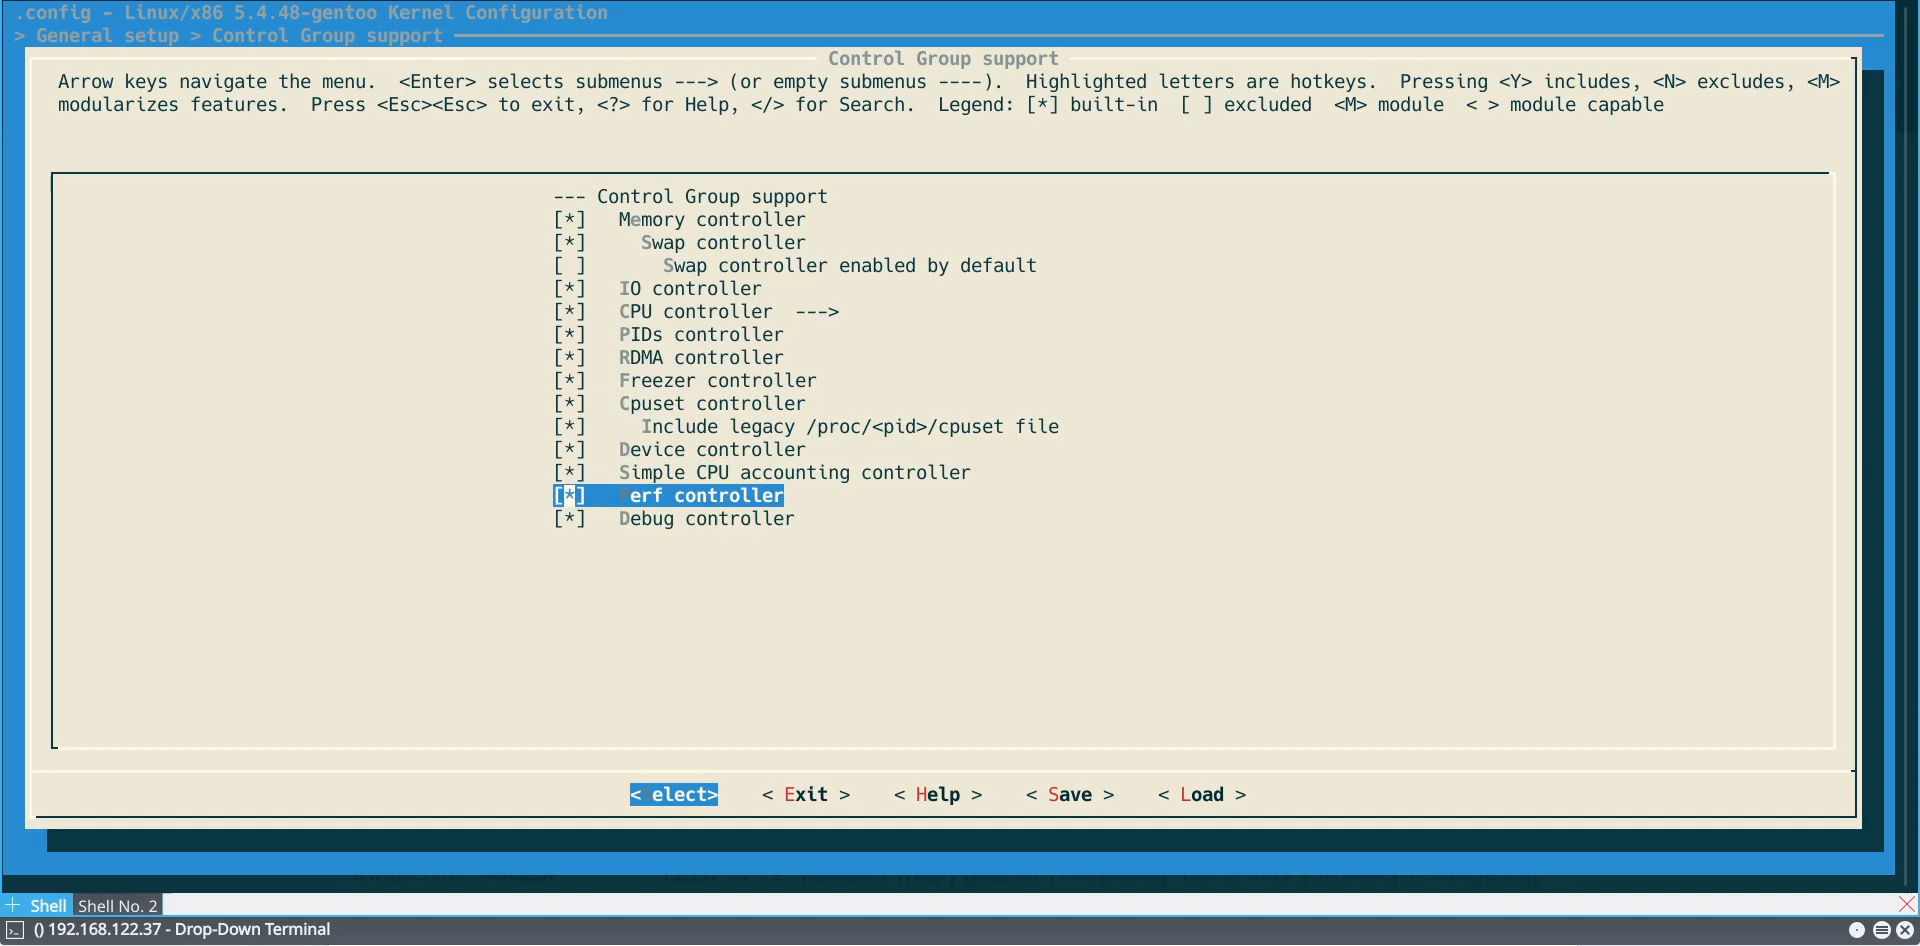 .config - Linux/x86 5.4.48-gentoo Kernel Configuration
> General setup > Control Group support
Control Group support
Arrow keys navigate the menu.  <Enter> selects submenus ---> (or empty submenus ----).  Highlighted letters are hotkeys.  Pressing <Y> includes, <N> excludes, <M>
modularizes features.  Press <Esc><Esc> to exit, <?> for Help, </> for Search.  Legend: [*] built-in  [ ] excluded  <M> module  < > module capable
--- Control Group support
[*]   Memory controller
[*]     Swap controller
[ ]       Swap controller enabled by default
[*]   IO controller
[*]   CPU controller  --->
[*]   PIDs controller
[*]   RDMA controller
[*]   Freezer controller
[*]   Cpuset controller
[*]     Include legacy /proc/<pid>/cpuset file
[*]   Device controller
[*]   Simple CPU accounting controller
[*]   Perf controller
[*]   Debug controller
<Select>    < Exit >    < Help >    < Save >    < Load >
Shell  Shell No. 2
() 192.168.122.37 - Drop-Down Terminal